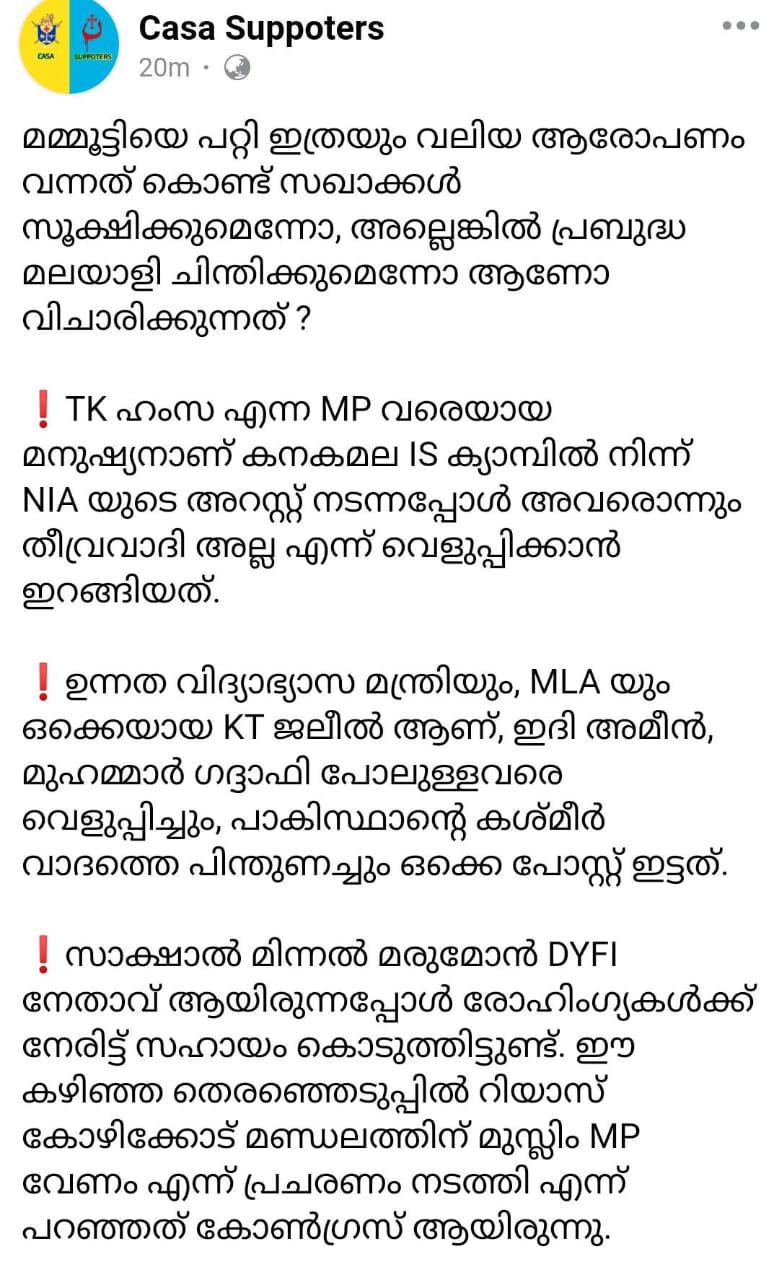 CASA
SUPPOTERS
Casa Suppoters
20m ·
മമ്മൂട്ടിയെ പറ്റി ഇത്രയും വലിയ ആരോപണം
വന്നത് കൊണ്ട് സഖാക്കൾ
സൂക്ഷിക്കുമെന്നോ, അല്ലെങ്കിൽ പ്രബുദ്ധ
മലയാളി ചിന്തിക്കുമെന്നോ ആണോ
വിചാരിക്കുന്നത് ?
❗TK ഹംസ എന്ന MP വരെയായ
മനുഷ്യനാണ് കനകമല IS ക്യാമ്പിൽ നിന്ന്
NIA യുടെ അറസ്റ്റ് നടന്നപ്പോൾ അവരൊന്നും
തീവ്രവാദി അല്ല എന്ന് വെളുപ്പിക്കാൻ
ഇറങ്ങിയത്.
❗ഉന്നത വിദ്യാഭ്യാസ മന്ത്രിയും, MLA യും
ഒക്കെയായ KT ജലീൽ ആണ്, ഇദി അമീൻ,
മുഹമ്മാർ ഗദ്ദാഫി പോലുള്ളവരെ
വെളുപ്പിച്ചും, പാകിസ്ഥാന്റെ കശ്മീർ
വാദത്തെ പിന്തുണച്ചും ഒക്കെ പോസ്റ്റ് ഇട്ടത്.
❗സാക്ഷാൽ മിന്നൽ മരുമോൻ DYFI
നേതാവ് ആയിരുന്നപ്പോൾ രോഹിംഗ്യകൾക്ക്
നേരിട്ട് സഹായം കൊടുത്തിട്ടുണ്ട്. ഈ
കഴിഞ്ഞ തെരഞ്ഞെടുപ്പിൽ റിയാസ്
കോഴിക്കോട് മണ്ഡലത്തിന് മുസ്ലിം MP
വേണം എന്ന് പ്രചരണം നടത്തി എന്ന്
പറഞ്ഞത് കോൺഗ്രസ് ആയിരുന്നു.